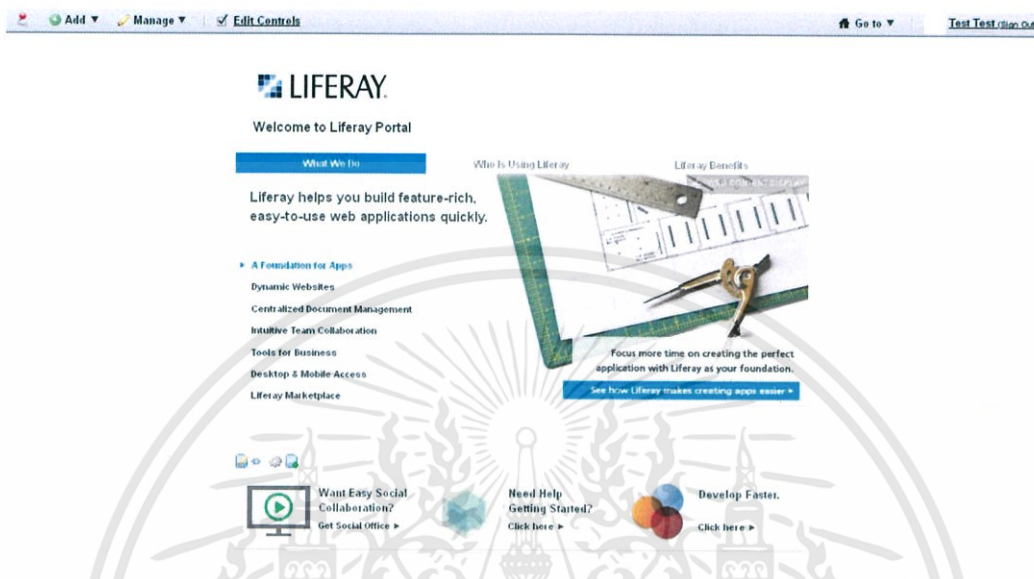 Add ▼ Manage ▼ Edit Controls Go to ▼ Test Test (Sign Out
LIFERAY.
Welcome to Liferay Portal
What We Do Who Is Using Liferay Liferay Benefits
Liferay helps you build feature-rich,
easy-to-use web applications quickly.
A Foundation for Apps
Dynamic Websites
Centralized Document Management
Intuitive Team Collaboration
Tools for Business
Desktop & Mobile Access
Liferay Marketplace
Focus more time on creating the perfect
application with Liferay as your foundation.
See how Liferay makes creating apps easier ►
Want Easy Social
Collaboration?
Get Social Office ►
Need Help
Getting Started?
Click here ►
Develop Faster.
Click here ►